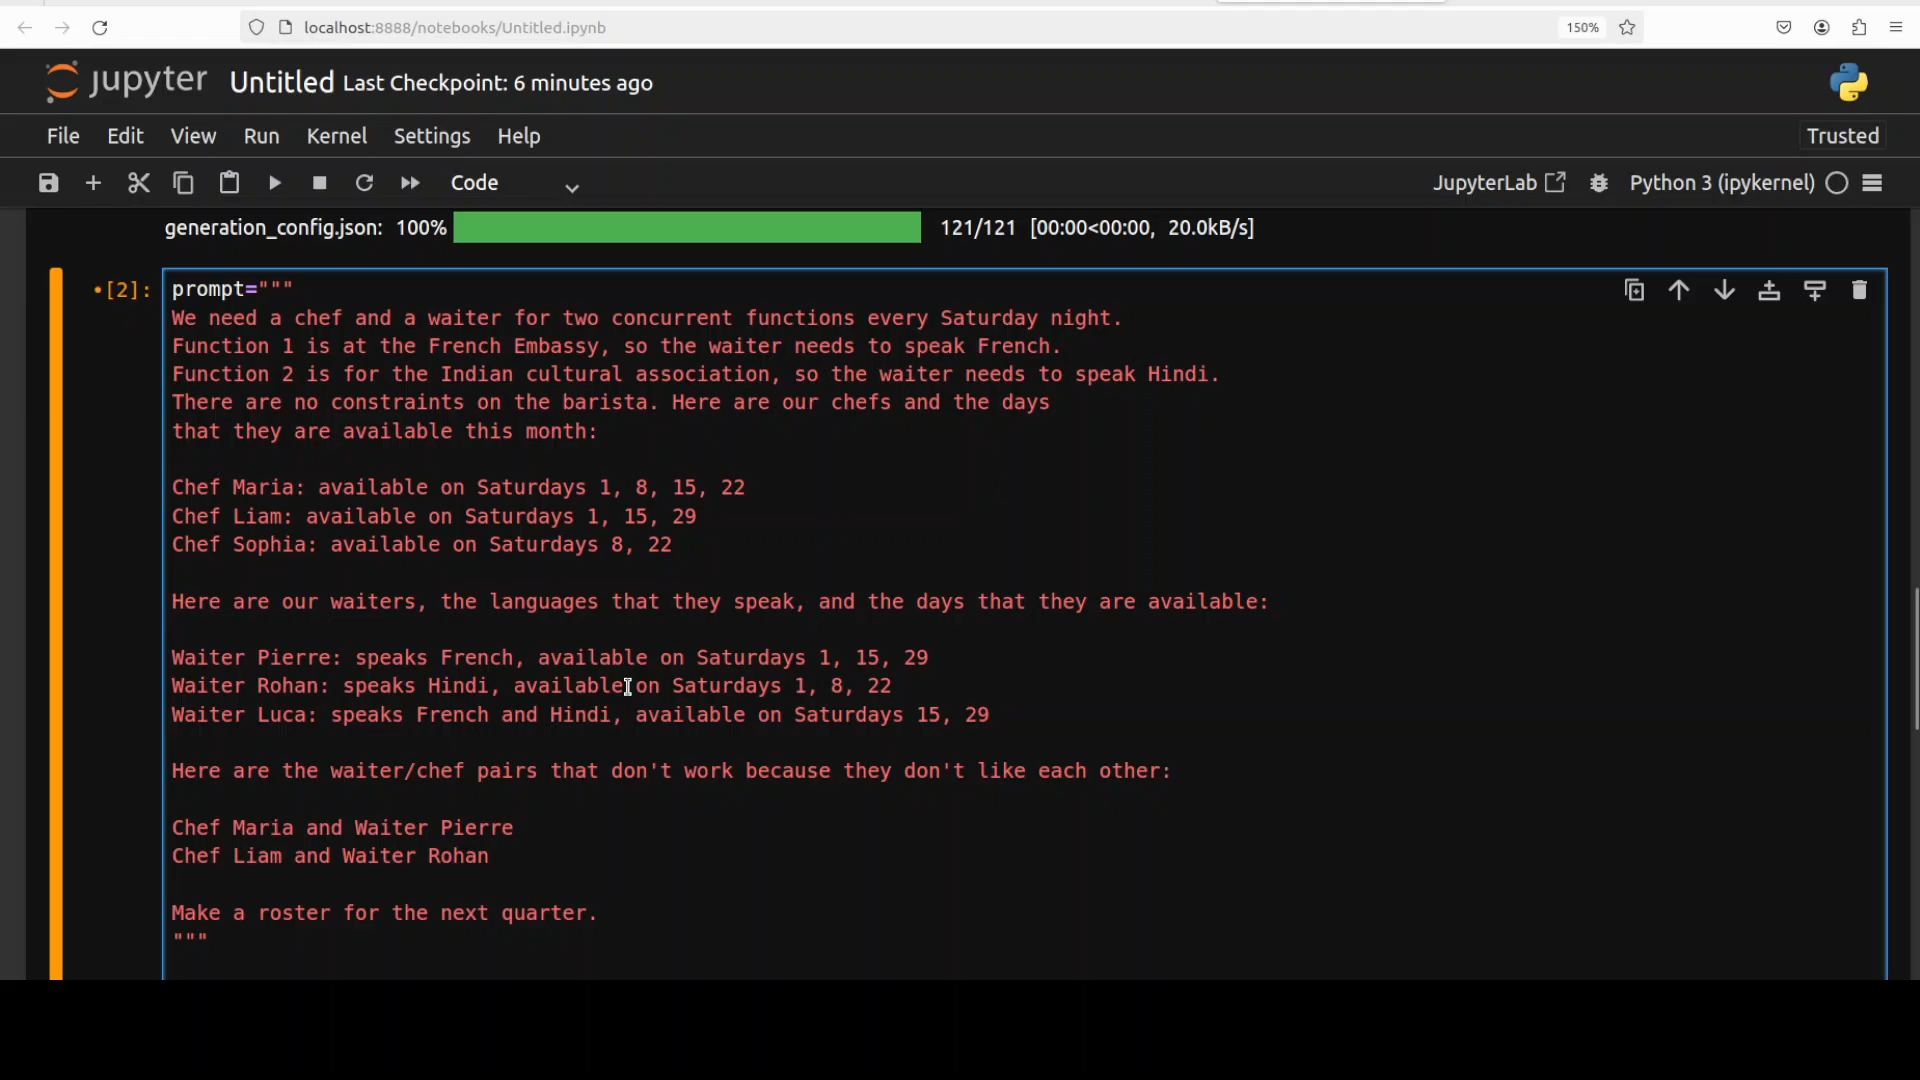 localhost:8888/notebooks/Untitled.ipynb
150%
jupyter Untitled Last Checkpoint: 6 minutes ago
File Edit View Run Kernel Settings Help
Trusted
Code
JupyterLab
Python 3 (ipykernel)
generation_config.json: 100% 121/121 [00:00<00:00, 20.0kB/s]
•[2]: prompt="""
We need a chef and a waiter for two concurrent functions every Saturday night.
Function 1 is at the French Embassy, so the waiter needs to speak French.
Function 2 is for the Indian cultural association, so the waiter needs to speak Hindi.
There are no constraints on the barista. Here are our chefs and the days
that they are available this month:
Chef Maria: available on Saturdays 1, 8, 15, 22
Chef Liam: available on Saturdays 1, 15, 29
Chef Sophia: available on Saturdays 8, 22
Here are our waiters, the languages that they speak, and the days that they are available:
Waiter Pierre: speaks French, available on Saturdays 1, 15, 29
Waiter Rohan: speaks Hindi, available on Saturdays 1, 8, 22
Waiter Luca: speaks French and Hindi, available on Saturdays 15, 29
Here are the waiter/chef pairs that don't work because they don't like each other:
Chef Maria and Waiter Pierre
Chef Liam and Waiter Rohan
Make a roster for the next quarter.
"""